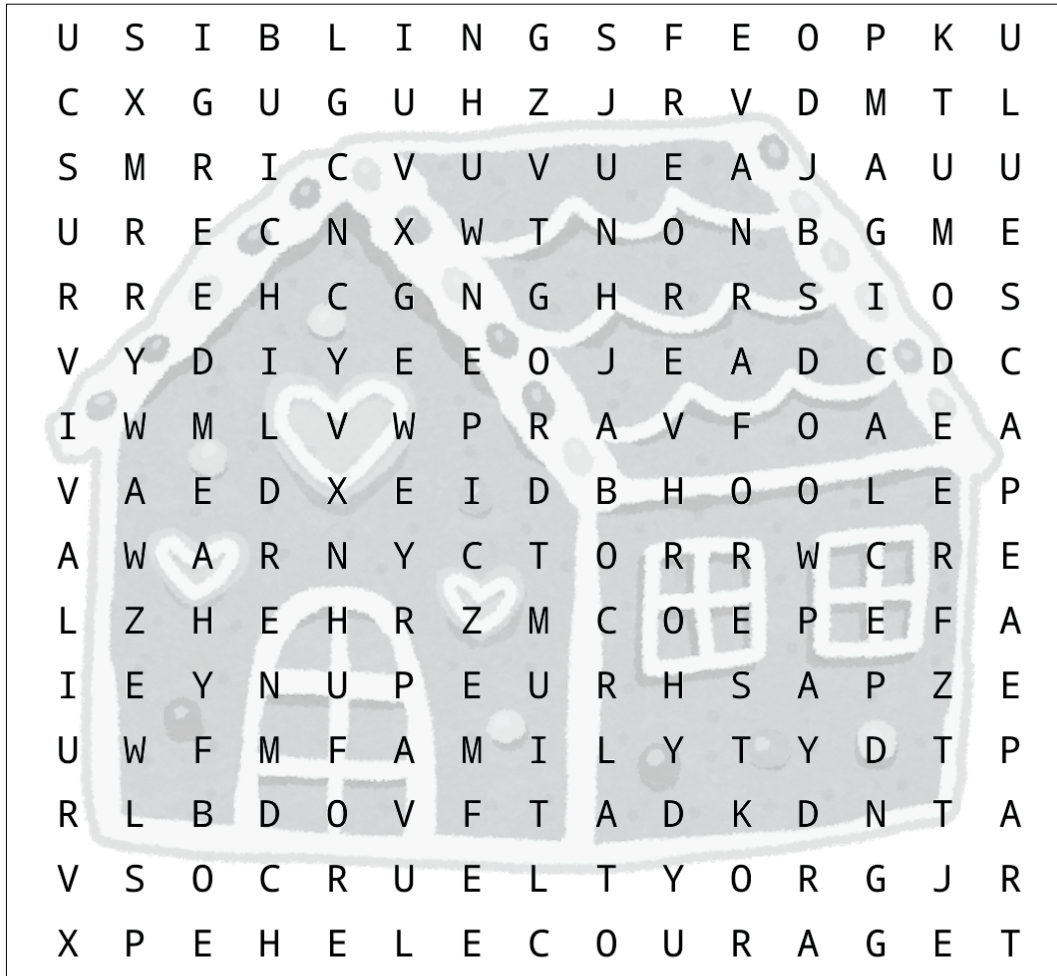 U S I B L I N G S F E O P K U
C X G U G U H Z J R V D M T L
S M R I C V U V U E A J A U U
U R E C N X W T N O N B G M E
R R E H C G N G H R R S I O S
V Y D I Y E E O J E A D C D C
I W M L V W P R A V F O A E A
V A E D X E I D B H O O L E P
A W A R N Y C T O R R W C R E
L Z H E H R Z M C O E P E F A
I E Y N U P E U R H S A P Z E
U W F M F A M I L Y T Y D T P
R L B D O V F T A D K D N T A
V S O C R U E L T Y O R G J R
X P E H E L E C O U R A G E T